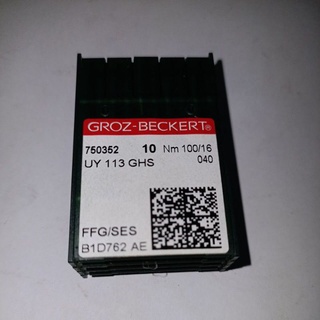 GROZ-BECKERT®
750352 10 Nm 100/16
UY 113 GHS 040
FFG/SES
B1D762 AE